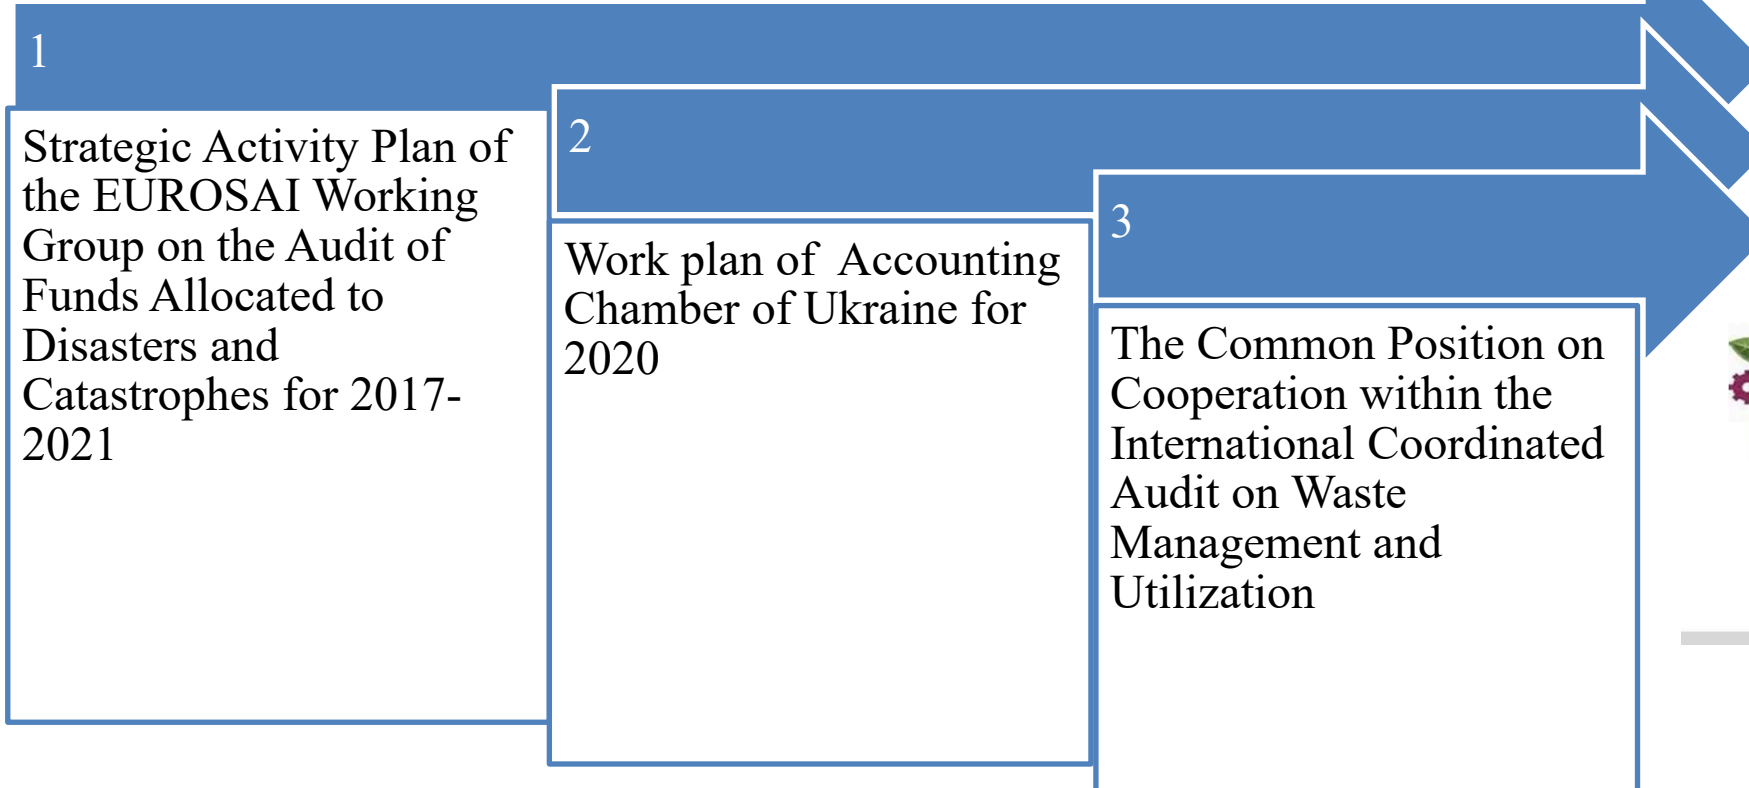 1
Strategic Activity Plan of
the EUROSAI Working
Group on the Audit of
Funds Allocated to
Disasters and
Catastrophes for 2017-
2021
2
Work plan of  Accounting
Chamber of Ukraine for
2020
3
The Common Position on
Cooperation within the
International Coordinated
Audit on Waste
Management and
Utilization